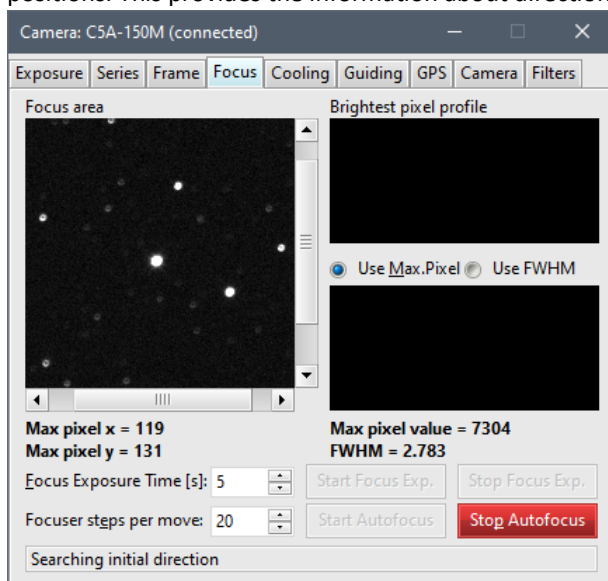 positions. This provides the information about direction
Camera: C5A-150M (connected)
Exposure Series Frame Focus Cooling Guiding GPS Camera Filters
Focus area
Brightest pixel profile
Use Max.Pixel Use FWHM
Max pixel x = 119
Max pixel y = 131
Max pixel value = 7304
FWHM = 2.783
Focus Exposure Time [s]: 5 Start Focus Exp. Stop Focus Exp.
Focuser steps per move: 20 Start Autofocus Stop Autofocus
Searching initial direction